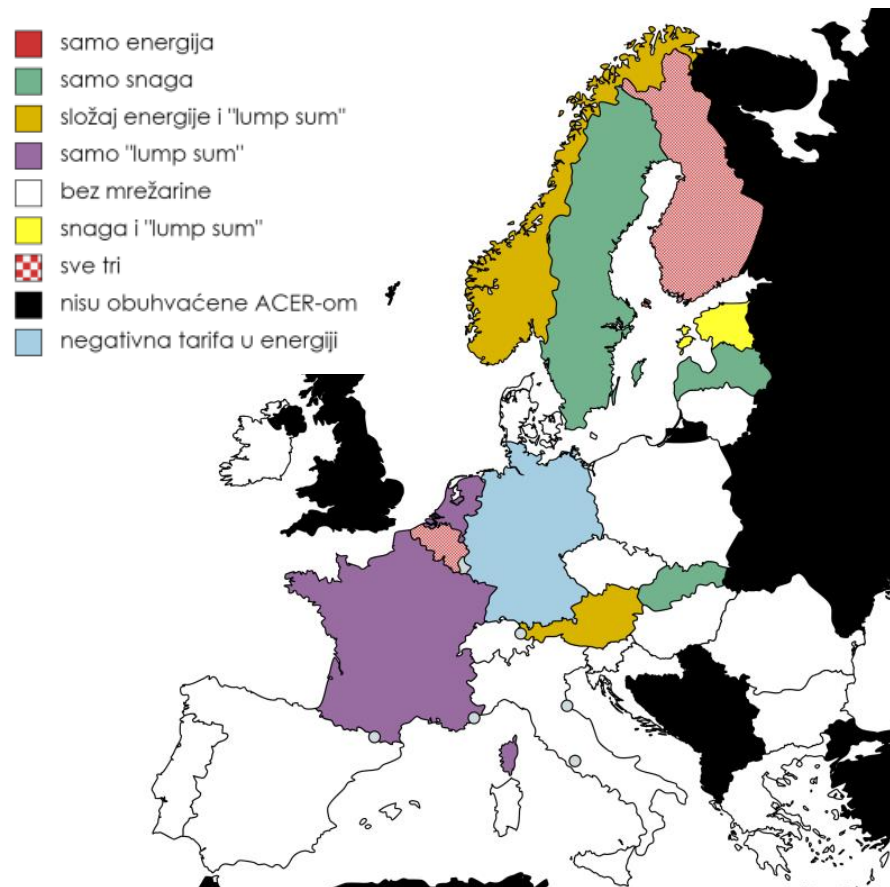 samo energija
samo snaga
složaj energije i "lump sum"
samo "lump sum"
bez mrežarine
snaga i "lump sum"
sve tri
nisu obuhvaćene ACER-om
negativna tarifa u energiji